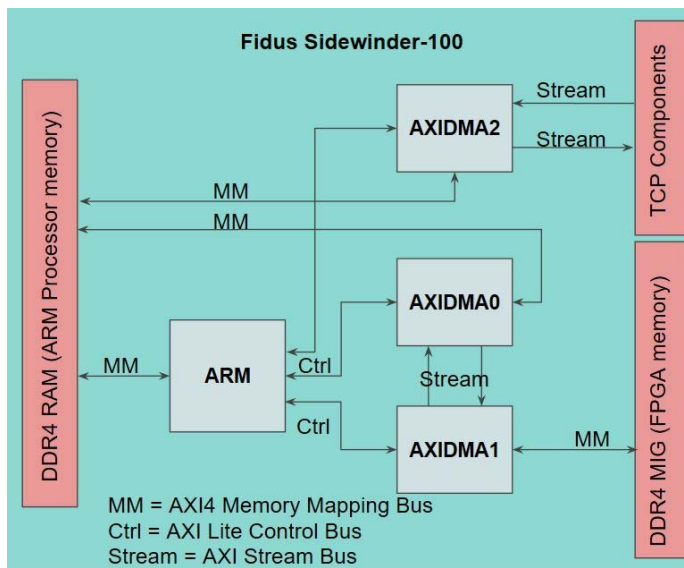 Fidus Sidewinder-100
DDR4 RAM (ARM Processor memory)
TCP Components
Stream
AXIDMA2
Stream
MM
MM
AXIDMA0
MM
ARM
Ctrl
Stream
Ctrl
AXIDMA1
MM
DDR4 MIG (FPGA memory)
MM = AXI4 Memory Mapping Bus
Ctrl = AXI Lite Control Bus
Stream = AXI Stream Bus